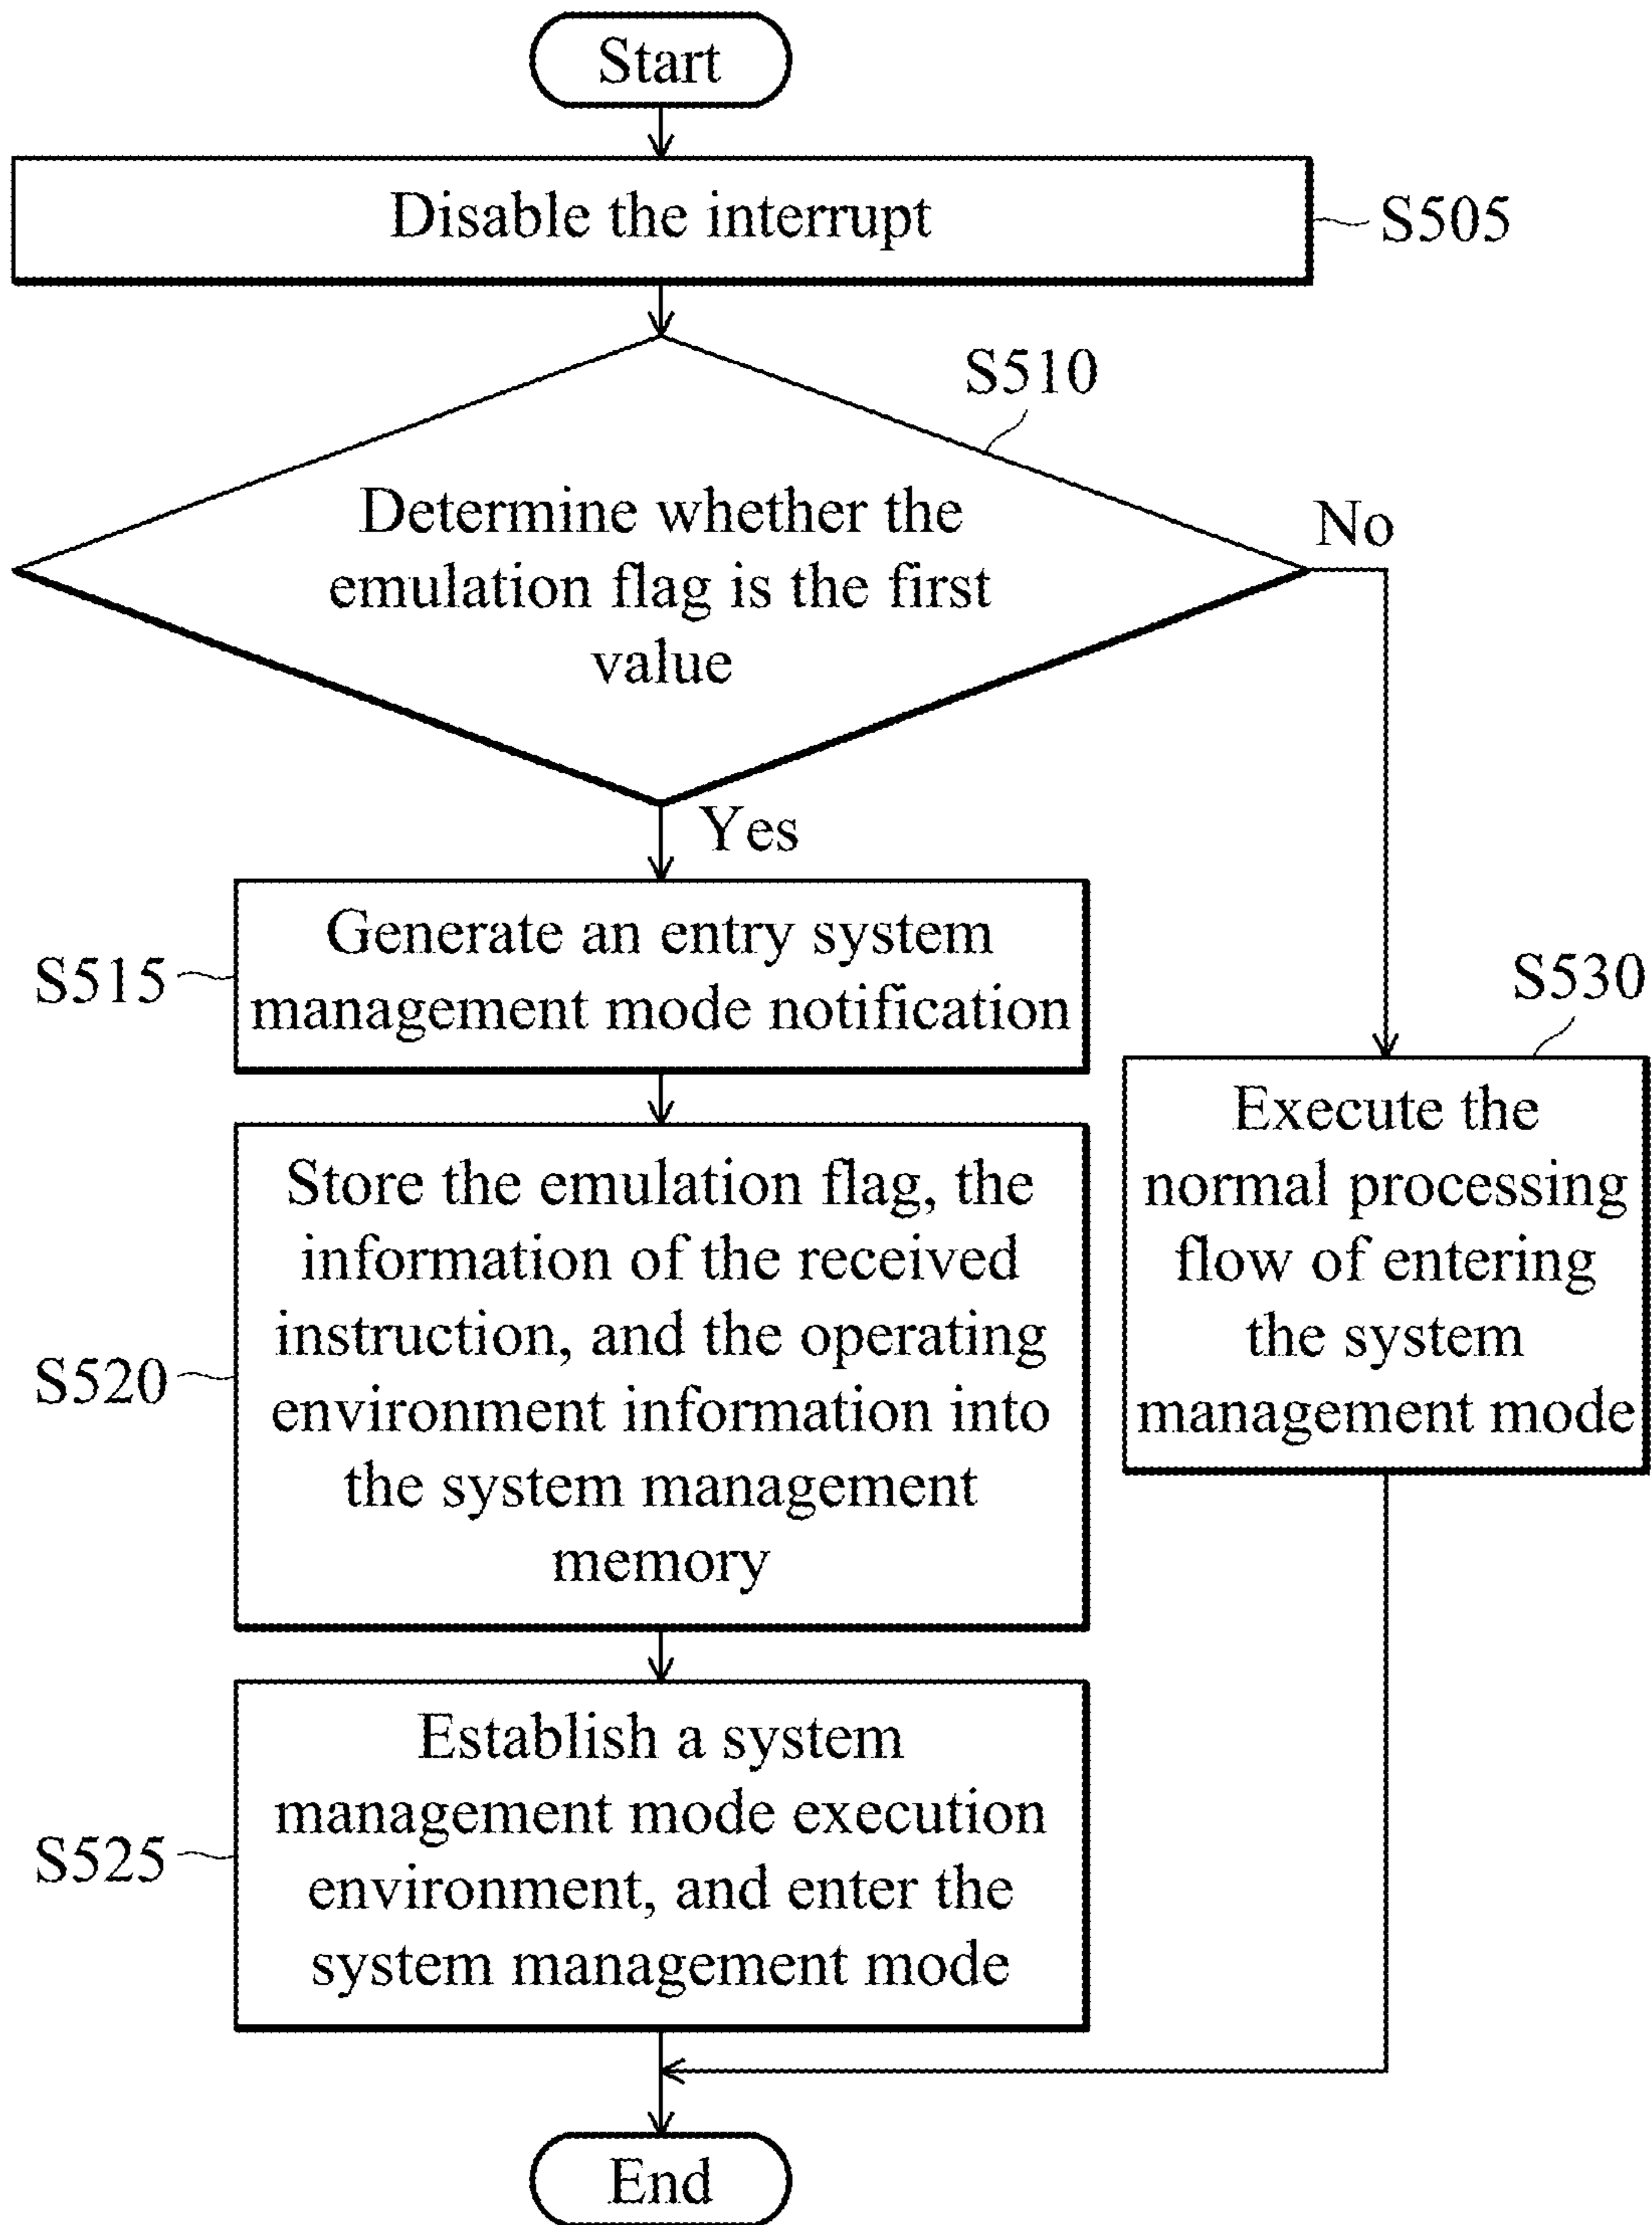 Start
Disable the interrupt
S505
S510
Determine whether the
emulation flag is the first
value
No
Yes
Generate an entry system
management mode notification
S515
S530
Execute the
normal processing
flow of entering
the system
management mode
Store the emulation flag, the
information of the received
instruction, and the operating
environment information into
the system management
memory
S520
Establish a system
management mode execution
environment, and enter the
system management mode
S525
End